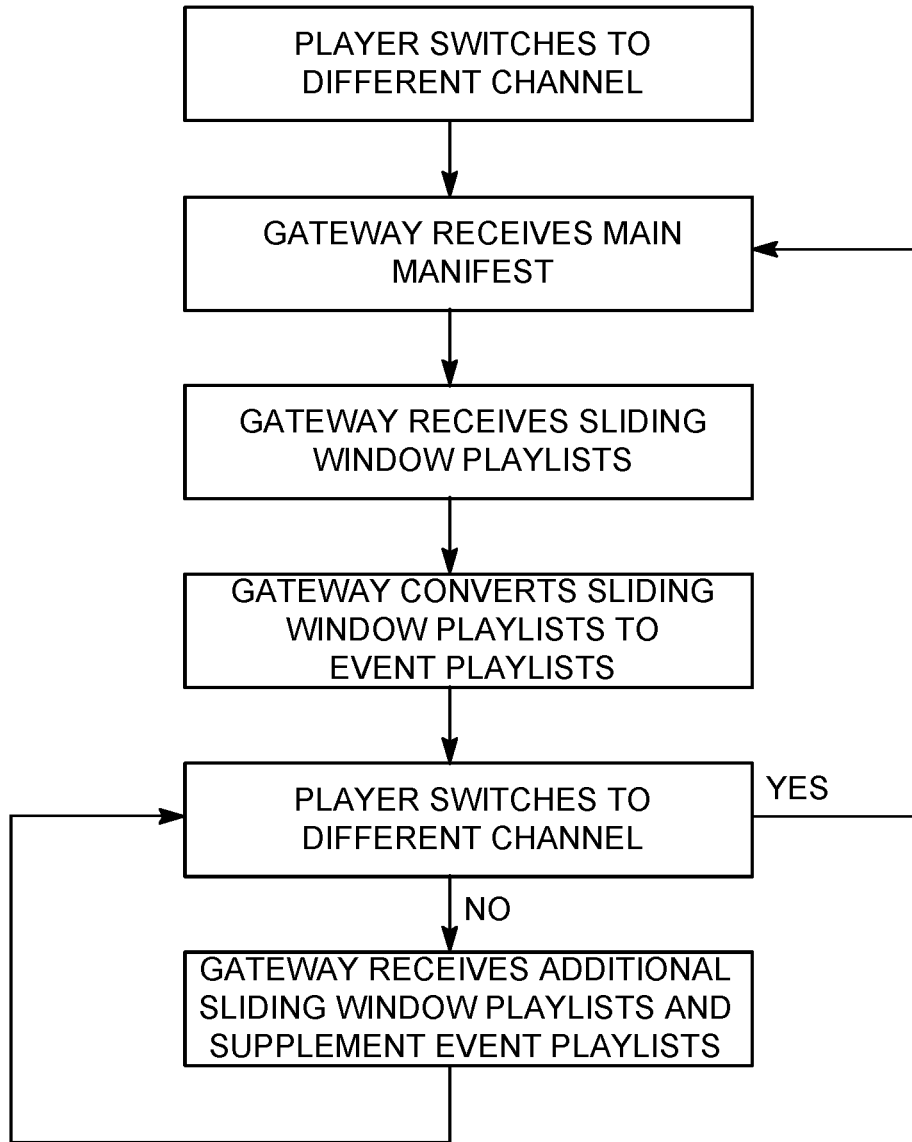 PLAYER SWITCHES TO
DIFFERENT CHANNEL
GATEWAY RECEIVES MAIN
MANIFEST
GATEWAY RECEIVES SLIDING
WINDOW PLAYLISTS
GATEWAY CONVERTS SLIDING
WINDOW PLAYLISTS TO
EVENT PLAYLISTS
PLAYER SWITCHES TO
DIFFERENT CHANNEL
YES
NO
GATEWAY RECEIVES ADDITIONAL
SLIDING WINDOW PLAYLISTS AND
SUPPLEMENT EVENT PLAYLISTS